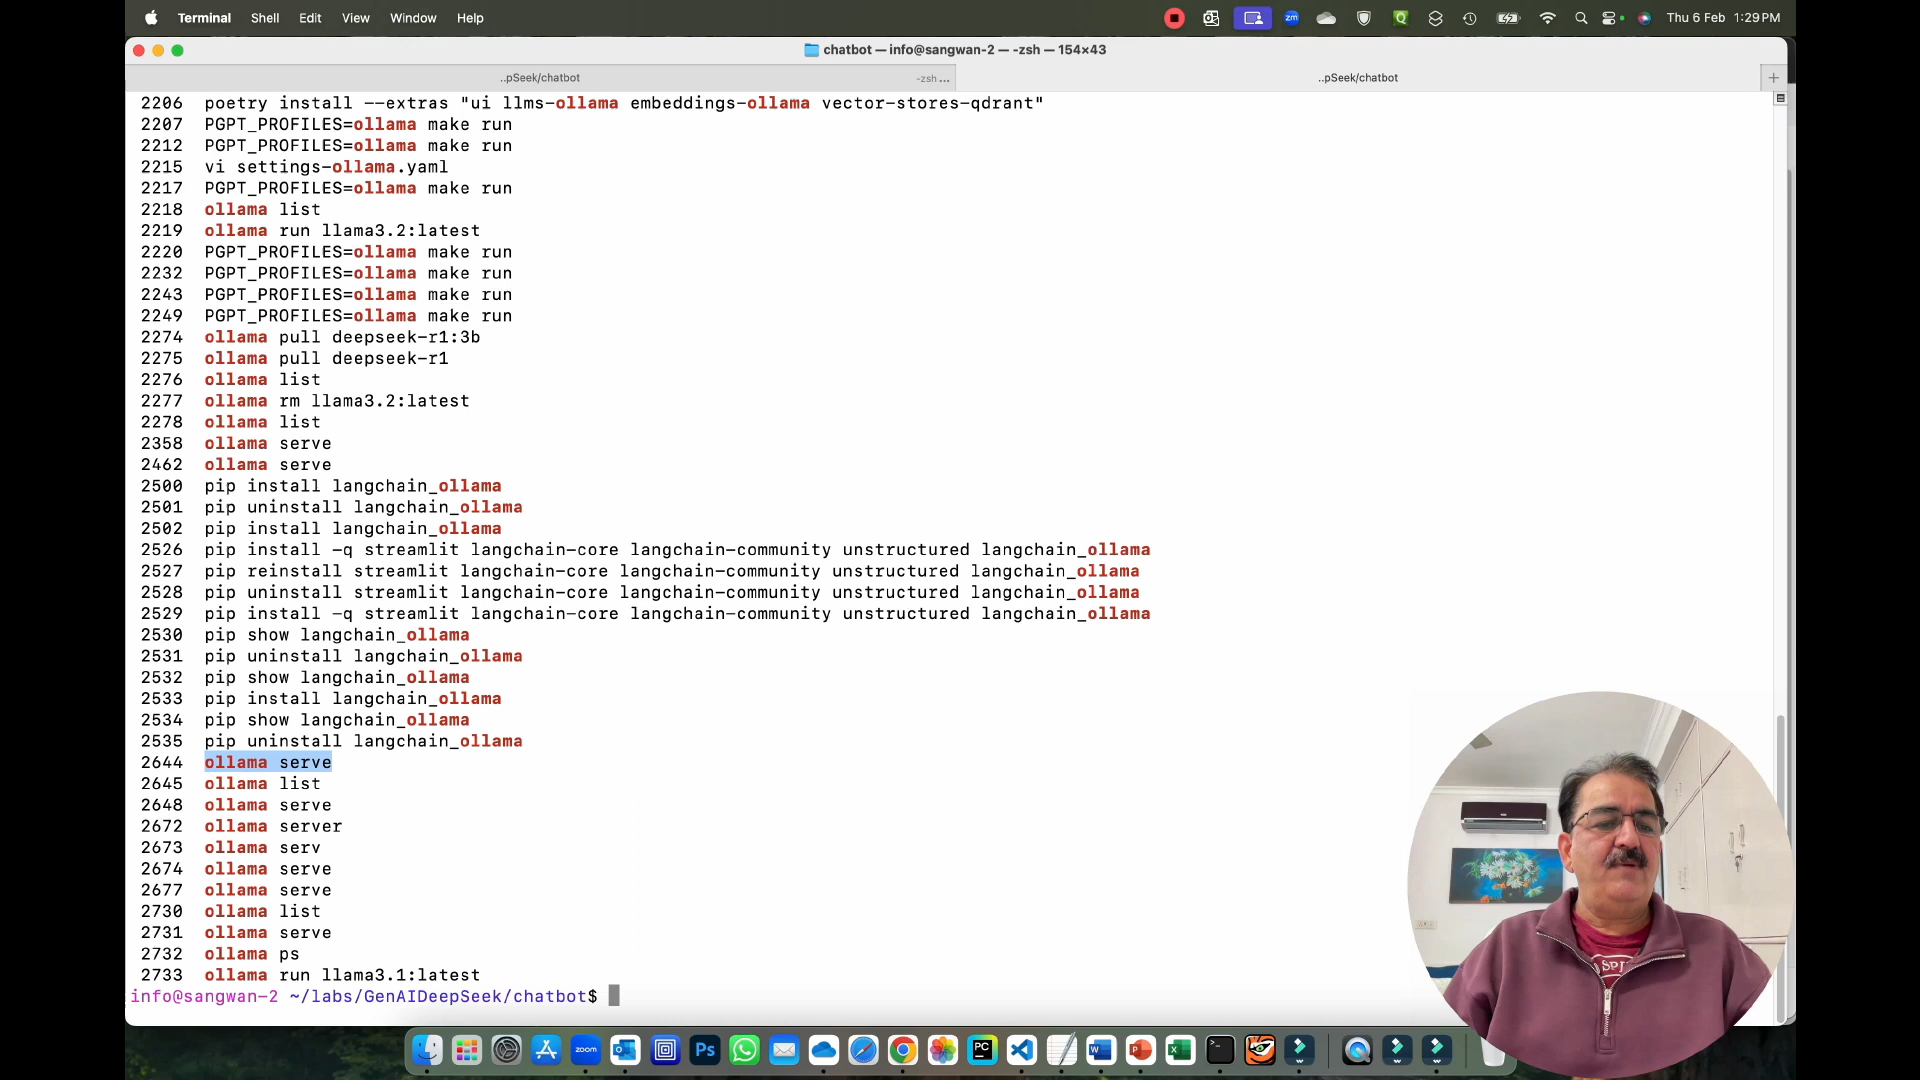 Terminal Shell Edit View Window Help
Thu 6 Feb 1:29 PM
chatbot — info@sangwan-2 — -zsh — 154×43
..pSeek/chatbot -zsh ... ..pSeek/chatbot
2206 poetry install --extras "ui llms-ollama embeddings-ollama vector-stores-qdrant"
2207 PGPT_PROFILES=ollama make run
2212 PGPT_PROFILES=ollama make run
2215 vi settings-ollama.yaml
2217 PGPT_PROFILES=ollama make run
2218 ollama list
2219 ollama run llama3.2:latest
2220 PGPT_PROFILES=ollama make run
2232 PGPT_PROFILES=ollama make run
2243 PGPT_PROFILES=ollama make run
2249 PGPT_PROFILES=ollama make run
2274 ollama pull deepseek-r1:3b
2275 ollama pull deepseek-r1
2276 ollama list
2277 ollama rm llama3.2:latest
2278 ollama list
2358 ollama serve
2462 ollama serve
2500 pip install langchain_ollama
2501 pip uninstall langchain_ollama
2502 pip install langchain_ollama
2526 pip install -q streamlit langchain-core langchain-community unstructured langchain_ollama
2527 pip reinstall streamlit langchain-core langchain-community unstructured langchain_ollama
2528 pip uninstall streamlit langchain-core langchain-community unstructured langchain_ollama
2529 pip install -q streamlit langchain-core langchain-community unstructured langchain_ollama
2530 pip show langchain_ollama
2531 pip uninstall langchain_ollama
2532 pip show langchain_ollama
2533 pip install langchain_ollama
2534 pip show langchain_ollama
2535 pip uninstall langchain_ollama
2644 ollama serve
2645 ollama list
2648 ollama serve
2672 ollama server
2673 ollama serv
2674 ollama serve
2677 ollama serve
2730 ollama list
2731 ollama serve
2732 ollama ps
2733 ollama run llama3.1:latest
info@sangwan-2 ~/labs/GenAIDeepSeek/chatbot$
zoom
Ps
PC